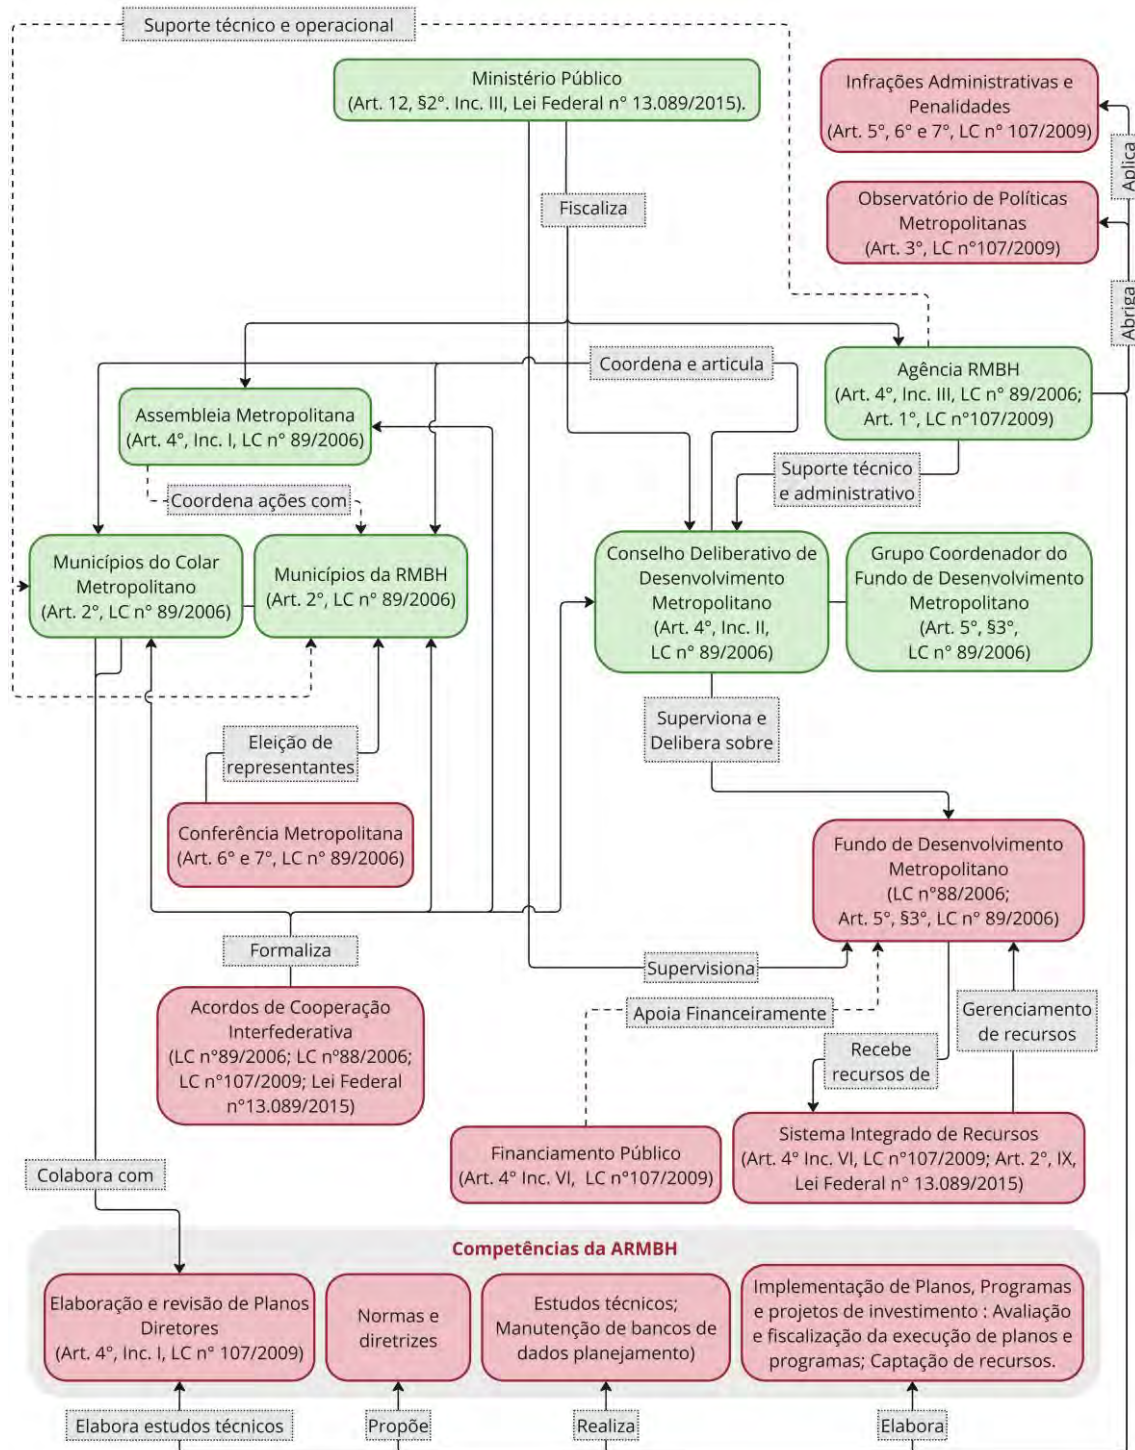 Suporte técnico e operacional
Ministério Público
(Art. 12, §2°. Inc. III, Lei Federal n° 13.089/2015).
Infrações Administrativas e
Penalidades
(Art. 5°, 6° e 7°, LC n° 107/2009)
Aplica
Fiscaliza
Observatório de Políticas
Metropolitanas
(Art. 3°, LC n°107/2009)
Abriga
Coordena e articula
Agência RMBH
(Art. 4°, Inc. III, LC n° 89/2006;
Art. 1°, LC n°107/2009)
Assembleia Metropolitana
(Art. 4°, Inc. I, LC n° 89/2006)
Suporte técnico
e administrativo
Coordena ações com
Municípios do Colar
Metropolitano
(Art. 2°, LC n° 89/2006)
Municípios da RMBH
(Art. 2°, LC n° 89/2006)
Conselho Deliberativo de
Desenvolvimento
Metropolitano
(Art. 4°, Inc. II,
LC n° 89/2006)
Grupo Coordenador do
Fundo de Desenvolvimento
Metropolitano
(Art. 5°, §3°,
LC n° 89/2006)
Eleição de
representantes
Superviona e
Delibera sobre
Conferência Metropolitana
(Art. 6° e 7°, LC n° 89/2006)
Fundo de Desenvolvimento
Metropolitano
(LC n°88/2006;
Art. 5°, §3°, LC n° 89/2006)
Formaliza
Supervisiona
Acordos de Cooperação
Interfederativa
(LC n°89/2006; LC n°88/2006;
LC n°107/2009; Lei Federal
n°13.089/2015)
Apoia Financeiramente
Gerenciamento
de recursos
Recebe
recursos de
Financiamento Público
(Art. 4° Inc. VI, LC n°107/2009)
Sistema Integrado de Recursos
(Art. 4° Inc. VI, LC n°107/2009; Art. 2°, IX,
Lei Federal n° 13.089/2015)
Colabora com
Competências da ARMBH
Elaboração e revisão de Planos
Diretores
(Art. 4°, Inc. I, LC n° 107/2009)
Normas e
diretrizes
Estudos técnicos;
Manutenção de bancos de
dados planejamento)
Implementação de Planos, Programas
e projetos de investimento : Avaliação
e fiscalização da execução de planos e
programas; Captação de recursos.
Elabora estudos técnicos
Propõe
Realiza
Elabora